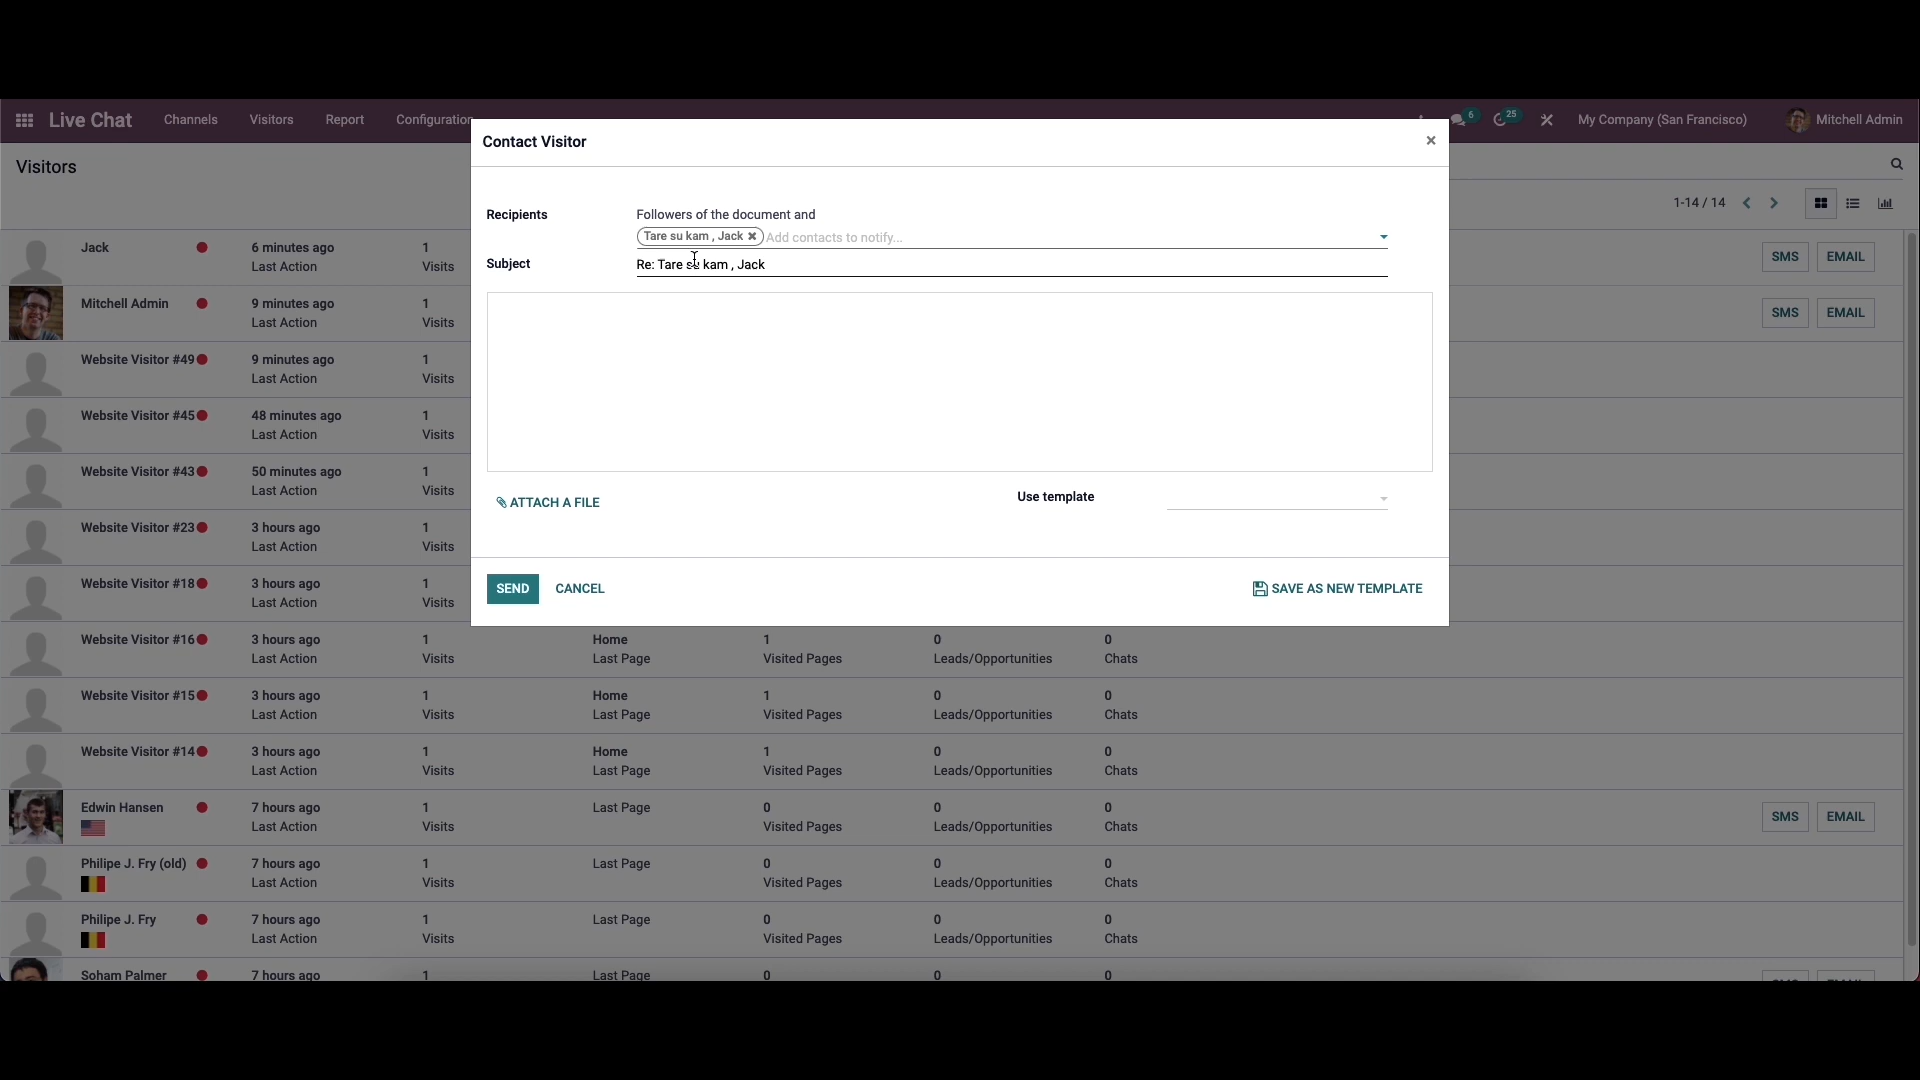 Live Chat Channels Visitors Report Configuration 6 25 My Company (San Francisco) Mitchell Admin
Visitors
1-14 / 14
Contact Visitor ×
Recipients Followers of the document and
Tare su kam , Jack ✖ Add contacts to notify...
Subject Re: Tare su kam , Jack
ATTACH A FILE Use template
SEND CANCEL SAVE AS NEW TEMPLATE
Jack 6 minutes ago 1 SMS EMAIL
Last Action Visits
Mitchell Admin 9 minutes ago 1 SMS EMAIL
Last Action Visits
Website Visitor #49 9 minutes ago 1
Last Action Visits
Website Visitor #45 48 minutes ago 1
Last Action Visits
Website Visitor #43 50 minutes ago 1
Last Action Visits
Website Visitor #23 3 hours ago 1
Last Action Visits
Website Visitor #18 3 hours ago 1
Last Action Visits
Website Visitor #16 3 hours ago 1 Home 1 0 0
Last Action Visits Last Page Visited Pages Leads/Opportunities Chats
Website Visitor #15 3 hours ago 1 Home 1 0 0
Last Action Visits Last Page Visited Pages Leads/Opportunities Chats
Website Visitor #14 3 hours ago 1 Home 1 0 0
Last Action Visits Last Page Visited Pages Leads/Opportunities Chats
Edwin Hansen 7 hours ago 1 Last Page 0 0 0 SMS EMAIL
Last Action Visits Visited Pages Leads/Opportunities Chats
Philipe J. Fry (old) 7 hours ago 1 Last Page 0 0 0
Last Action Visits Visited Pages Leads/Opportunities Chats
Philipe J. Fry 7 hours ago 1 Last Page 0 0 0
Last Action Visits Visited Pages Leads/Opportunities Chats
Soham Palmer 7 hours ago 1 Last Page 0 0 0